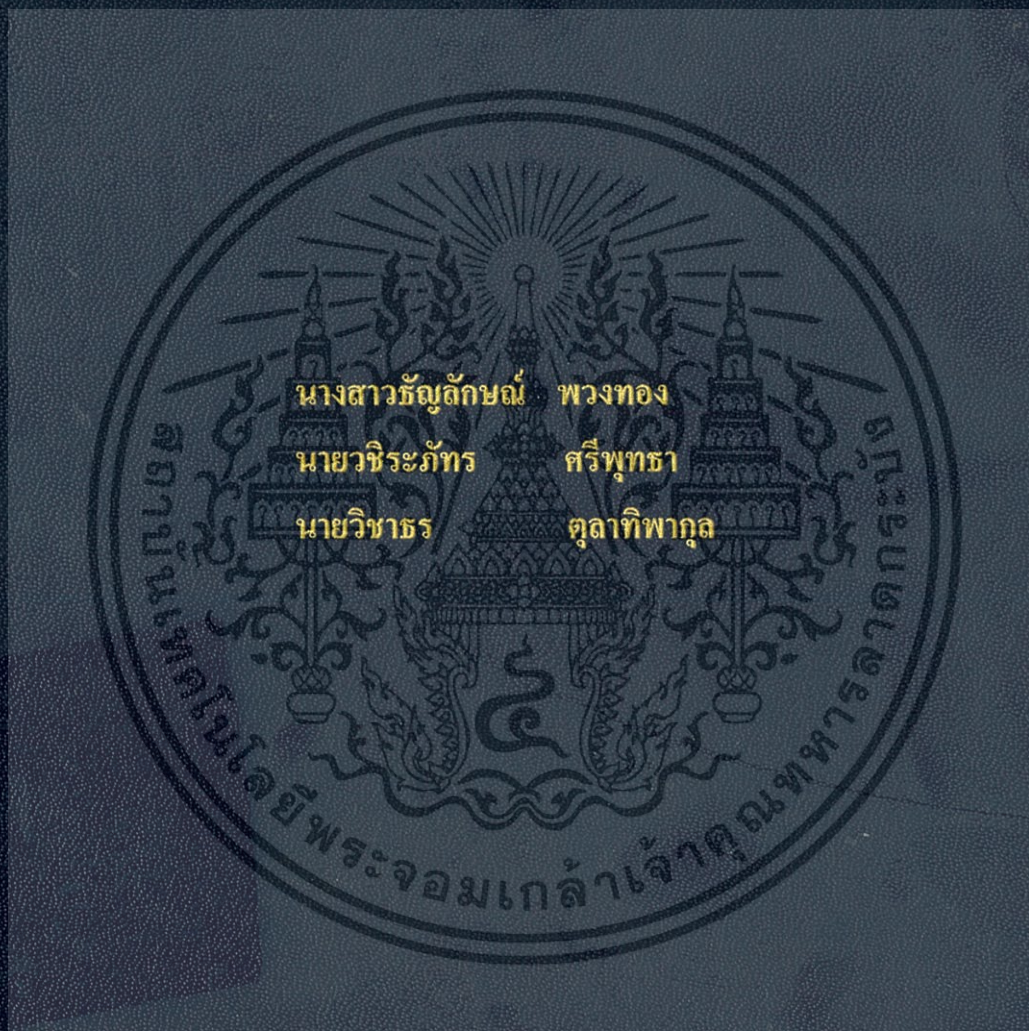 นางสาวธัญลักษณ์ พวงทอง
นายวชิระภัทร ศรีพุทธา
นายวิชาธร ตุลาทิพากุล
สถาบันเทคโนโลยีพระจอมเกล้าเจ้าคุณทหารลาดกระบัง
๔